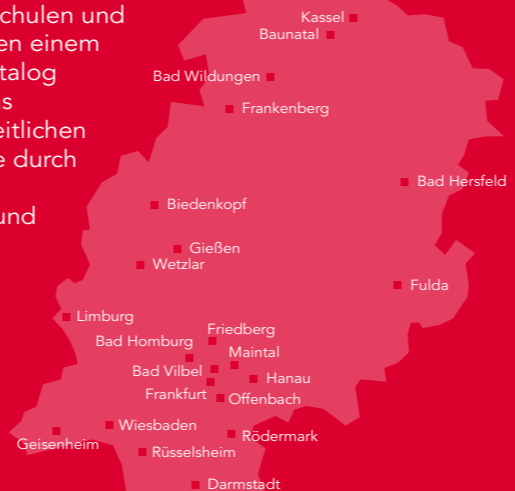 chulen und
en einem
talog
s
eitlichen
e durch
und
Kassel
Baunatal
Bad Wildungen
Frankenberg
Bad Hersfeld
Biedenkopf
Gießen
Wetzlar
Fulda
Limburg
Friedberg
Bad Homburg
Maintal
Bad Vilbel
Hanau
Frankfurt
Offenbach
Wiesbaden
Rödermark
Geisenheim
Rüsselsheim
Darmstadt